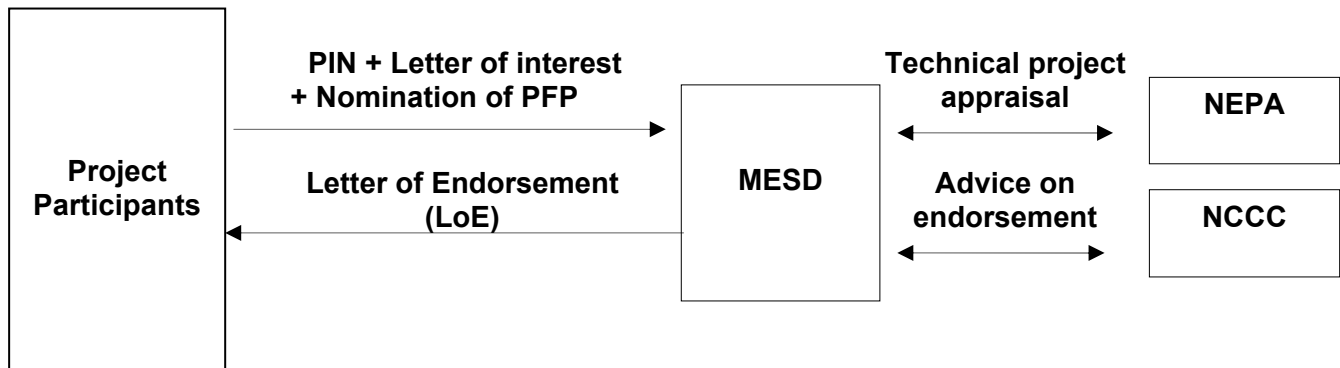 PIN + Letter of interest
+ Nomination of PFP
Technical project
appraisal
NEPA
Project
Participants
Letter of Endorsement
(LoE)
MESD
Advice on
endorsement
NCCC